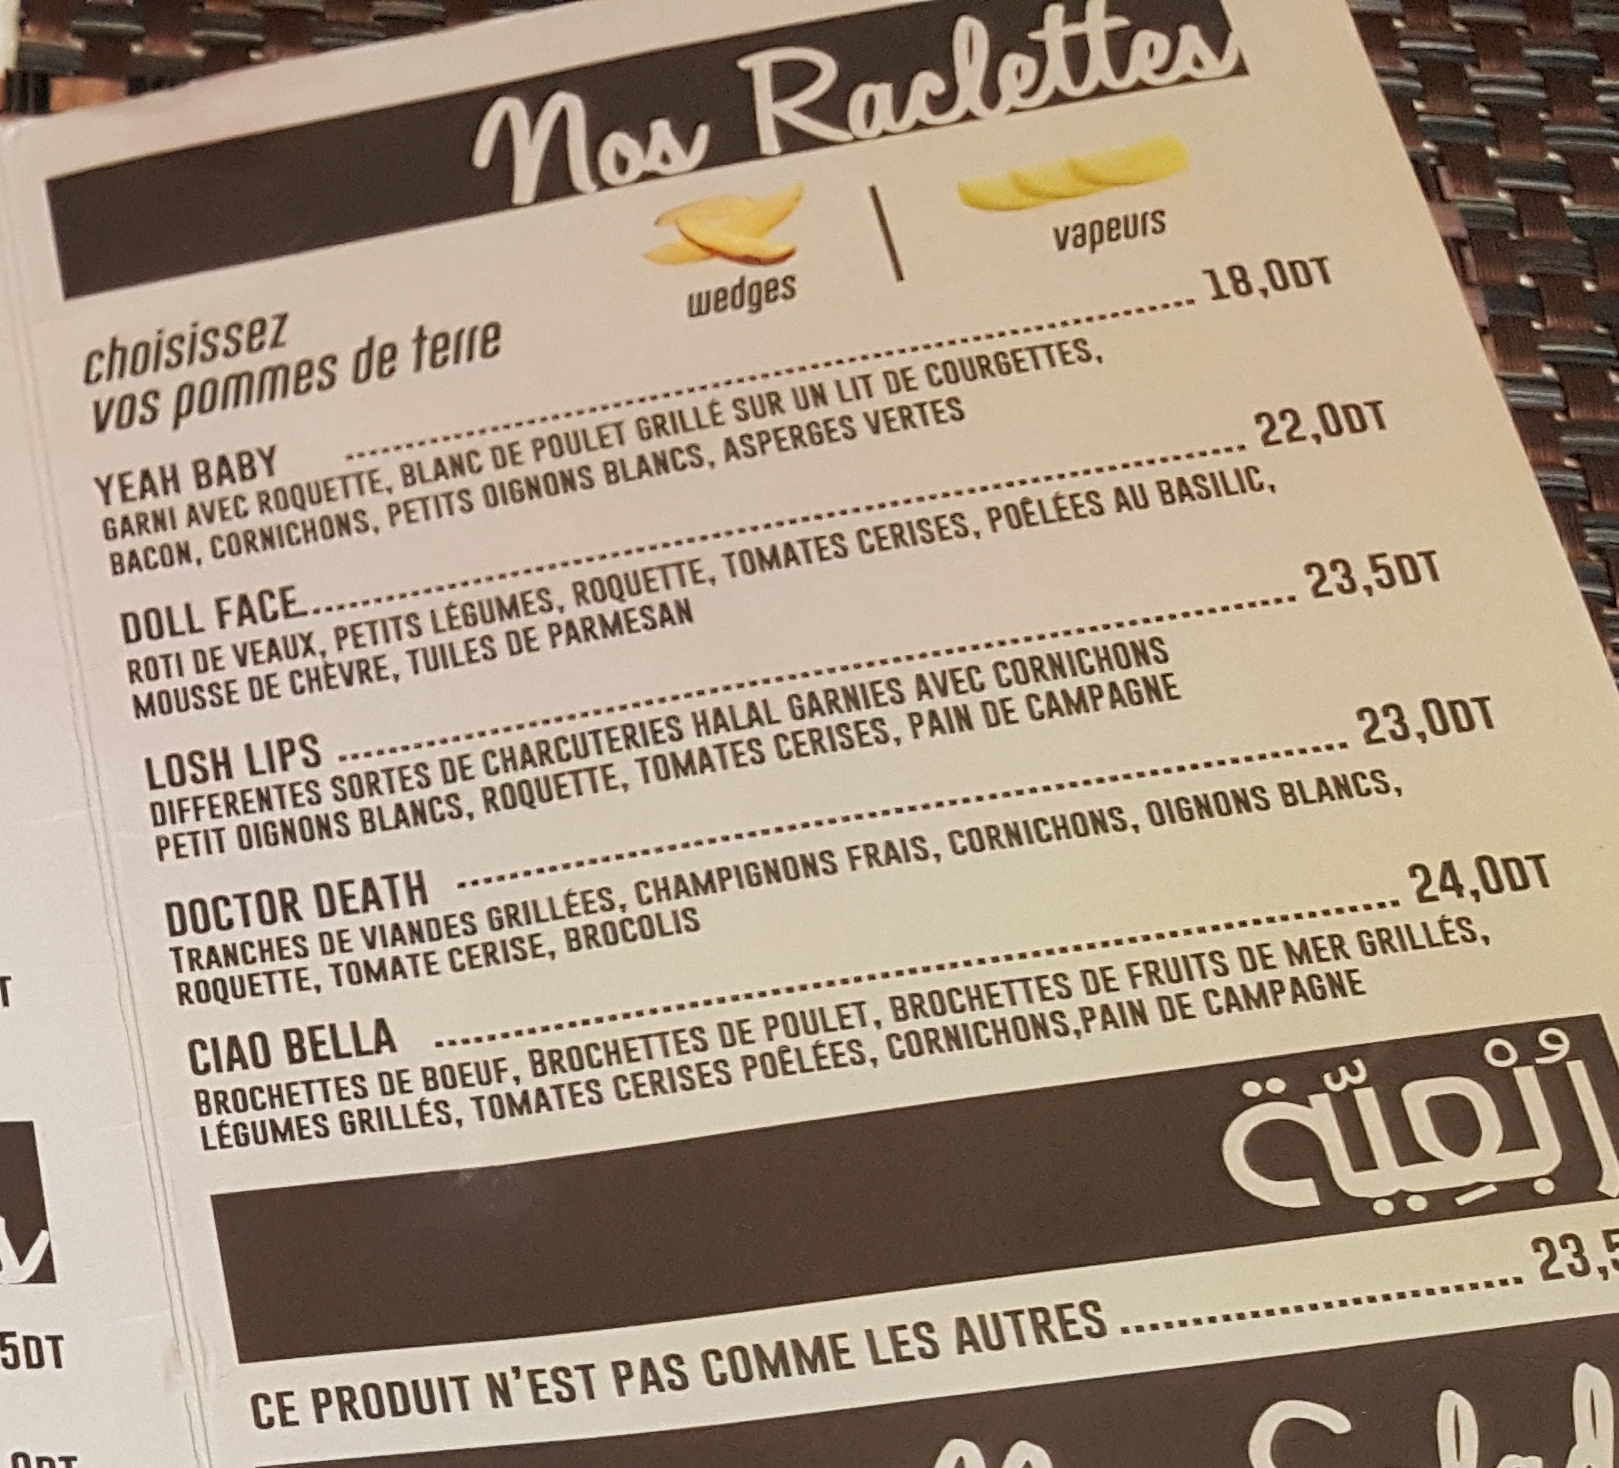 Nos Raclettes
choisissez
vos pommes de terre
wedges
vapeurs
YEAH BABY .......... 18,0DT
GARNI AVEC ROQUETTE, BLANC DE POULET GRILLÉ SUR UN LIT DE COURGETTES,
BACON, CORNICHONS, PETITS OIGNONS BLANCS, ASPERGES VERTES
DOLL FACE.......... 22,0DT
ROTI DE VEAUX, PETITS LÉGUMES, ROQUETTE, TOMATES CERISES, POÊLÉES AU BASILIC,
MOUSSE DE CHÈVRE, TUILES DE PARMESAN
LOSH LIPS .......... 23,5DT
DIFFERENTES SORTES DE CHARCUTERIES HALAL GARNIES AVEC CORNICHONS
PETIT OIGNONS BLANCS, ROQUETTE, TOMATES CERISES, PAIN DE CAMPAGNE
DOCTOR DEATH .......... 23,0DT
TRANCHES DE VIANDES GRILLÉES, CHAMPIGNONS FRAIS, CORNICHONS, OIGNONS BLANCS,
ROQUETTE, TOMATE CERISE, BROCOLIS
CIAO BELLA .......... 24,0DT
BROCHETTES DE BOEUF, BROCHETTES DE POULET, BROCHETTES DE FRUITS DE MER GRILLÉS,
LÉGUMES GRILLÉS, TOMATES CERISES POÊLÉES, CORNICHONS,PAIN DE CAMPAGNE
CE PRODUIT N'EST PAS COMME LES AUTRES .......... 23,5
5DT